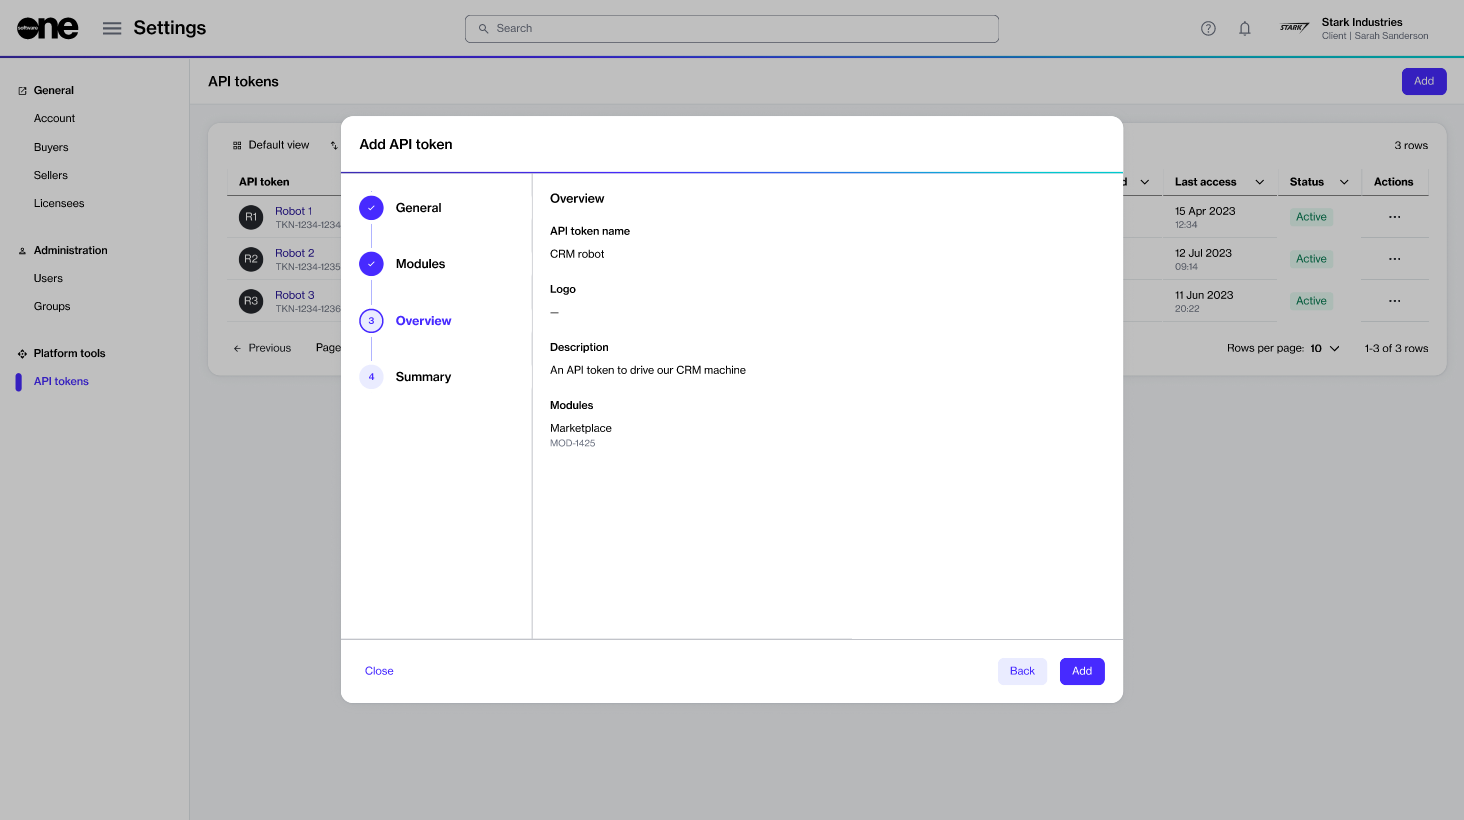 software one
Settings
Search
STARK
Stark Industries
Client | Sarah Sanderson
General
Account
Buyers
Sellers
Licensees
Administration
Users
Groups
Platform tools
API tokens
API tokens
Add
Default view
3 rows
API token
d
Last access
Status
Actions
R1
Robot 1
TKN-1234-1234
15 Apr 2023
12:34
Active
R2
Robot 2
TKN-1234-1235
12 Jul 2023
09:14
Active
R3
Robot 3
TKN-1234-1236
11 Jun 2023
20:22
Active
Previous
Page
Rows per page: 10
1-3 of 3 rows
Add API token
General
Modules
3
Overview
4
Summary
Overview
API token name
CRM robot
Logo
—
Description
An API token to drive our CRM machine
Modules
Marketplace
MOD-1425
Close
Back
Add